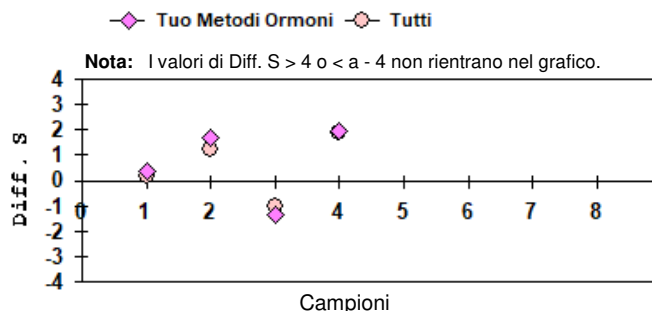 Tuo Metodi Ormoni Tutti
Nota: I valori di Diff. S > 4 o < a - 4 non rientrano nel grafico.
4
3
2
1
0
-1
-2
-3
-4
Diff. S
0 1 2 3 4 5 6 7 8
Campioni